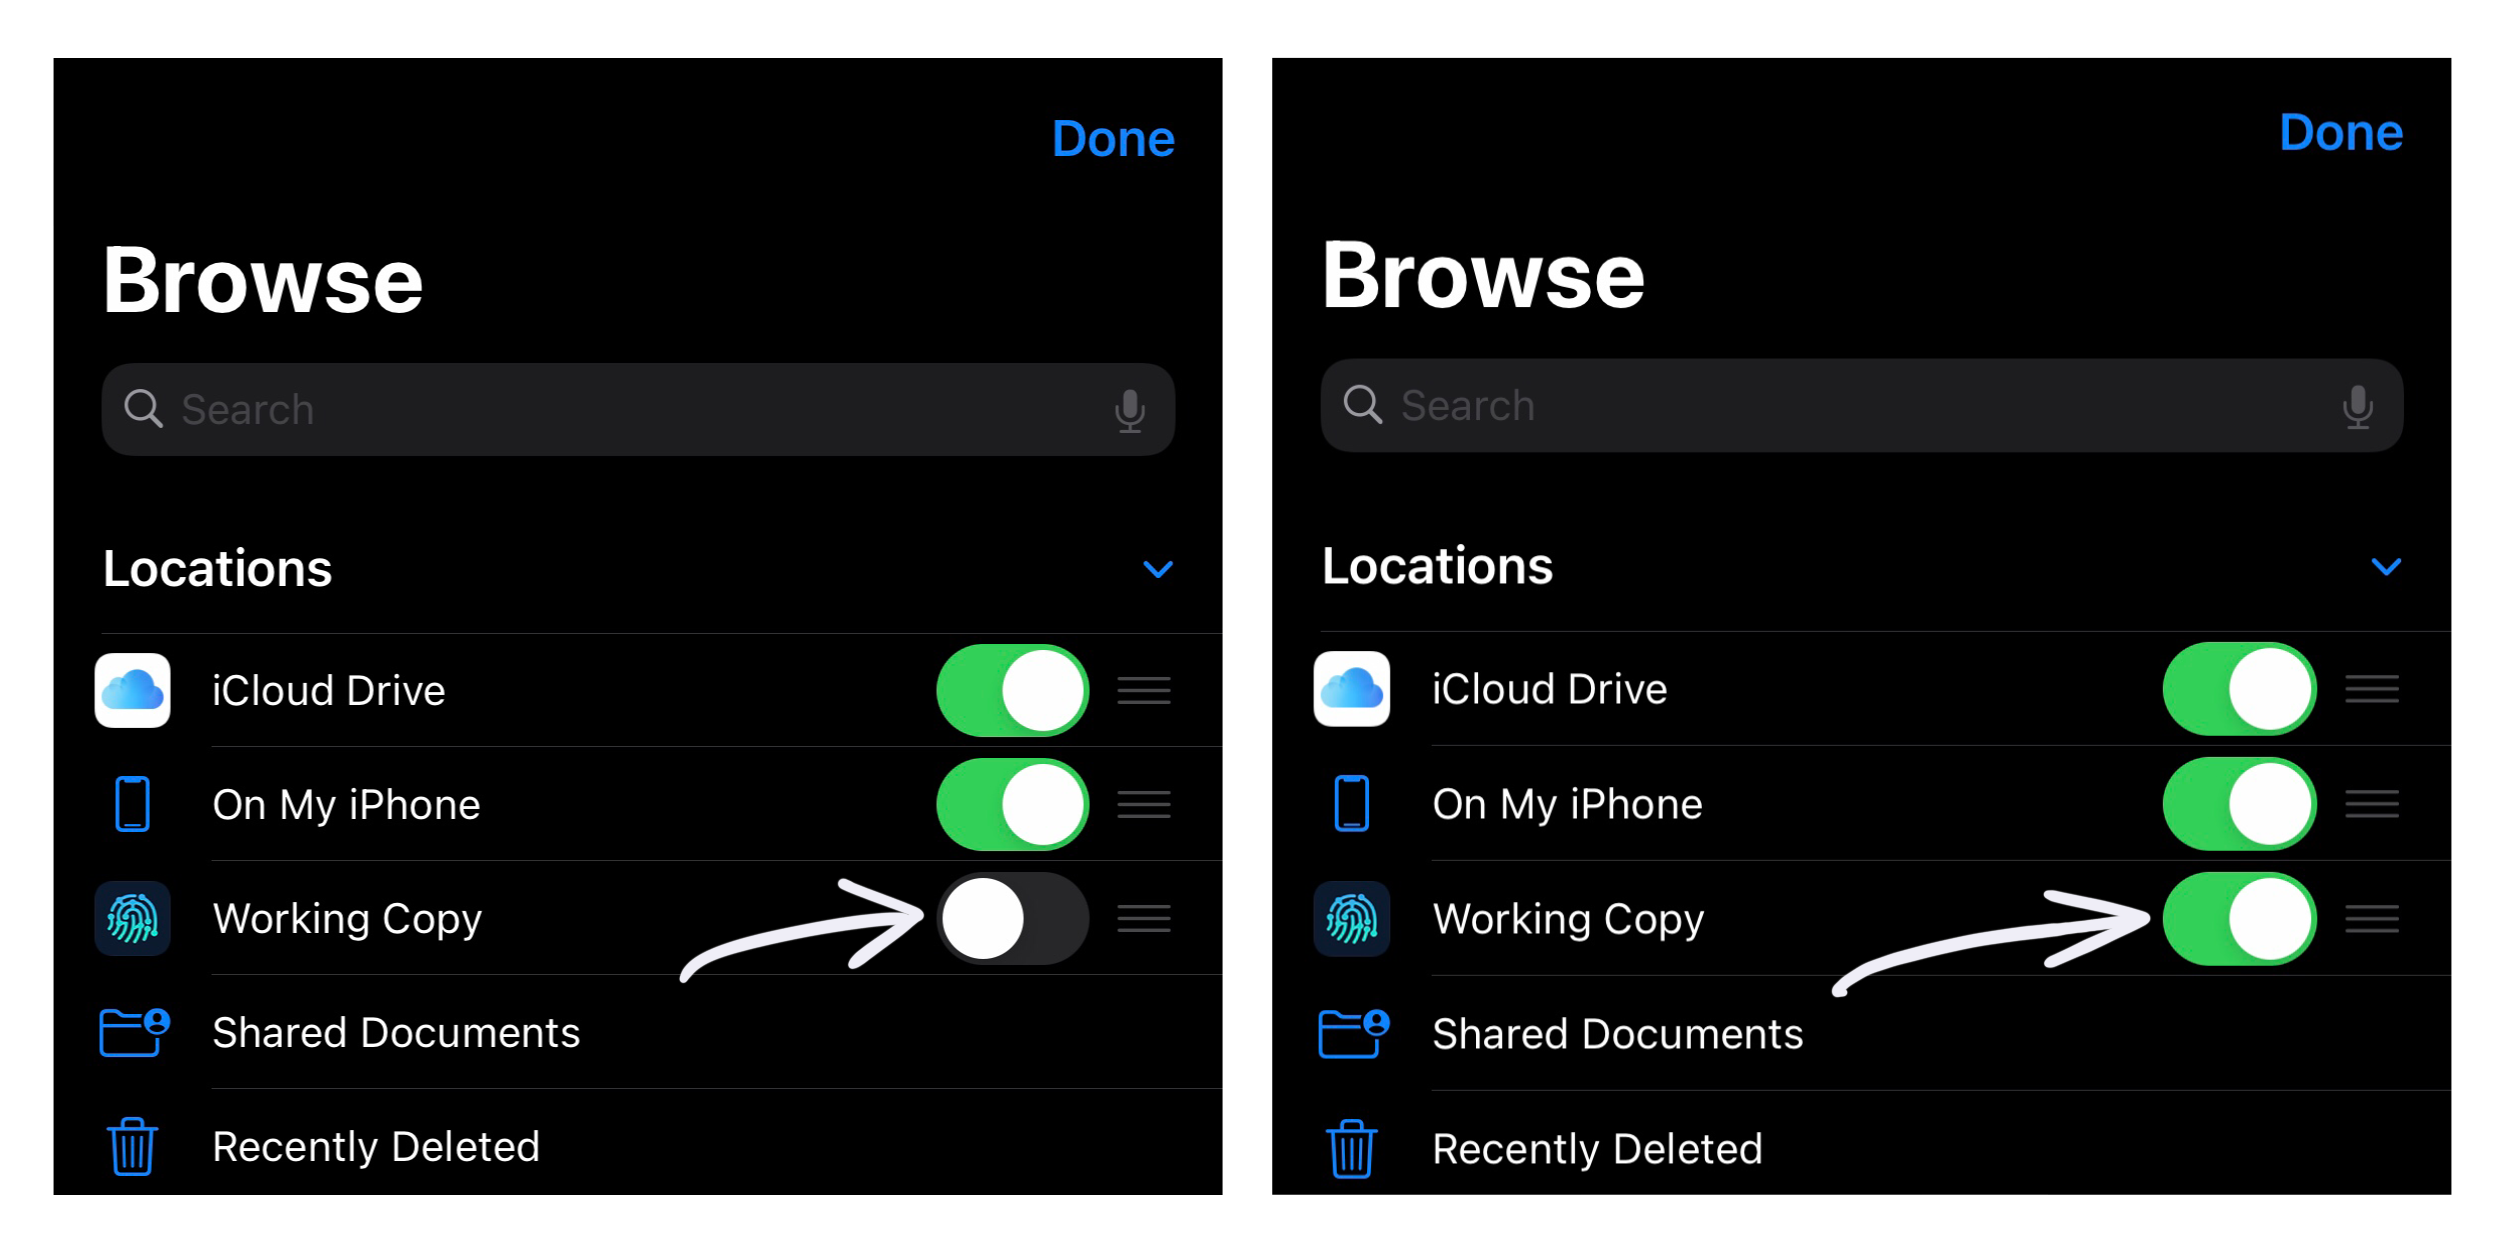 Done
Browse
Search
Locations
iCloud Drive
On My iPhone
Working Copy
Shared Documents
Recently Deleted
Done
Browse
Search
Locations
iCloud Drive
On My iPhone
Working Copy
Shared Documents
Recently Deleted